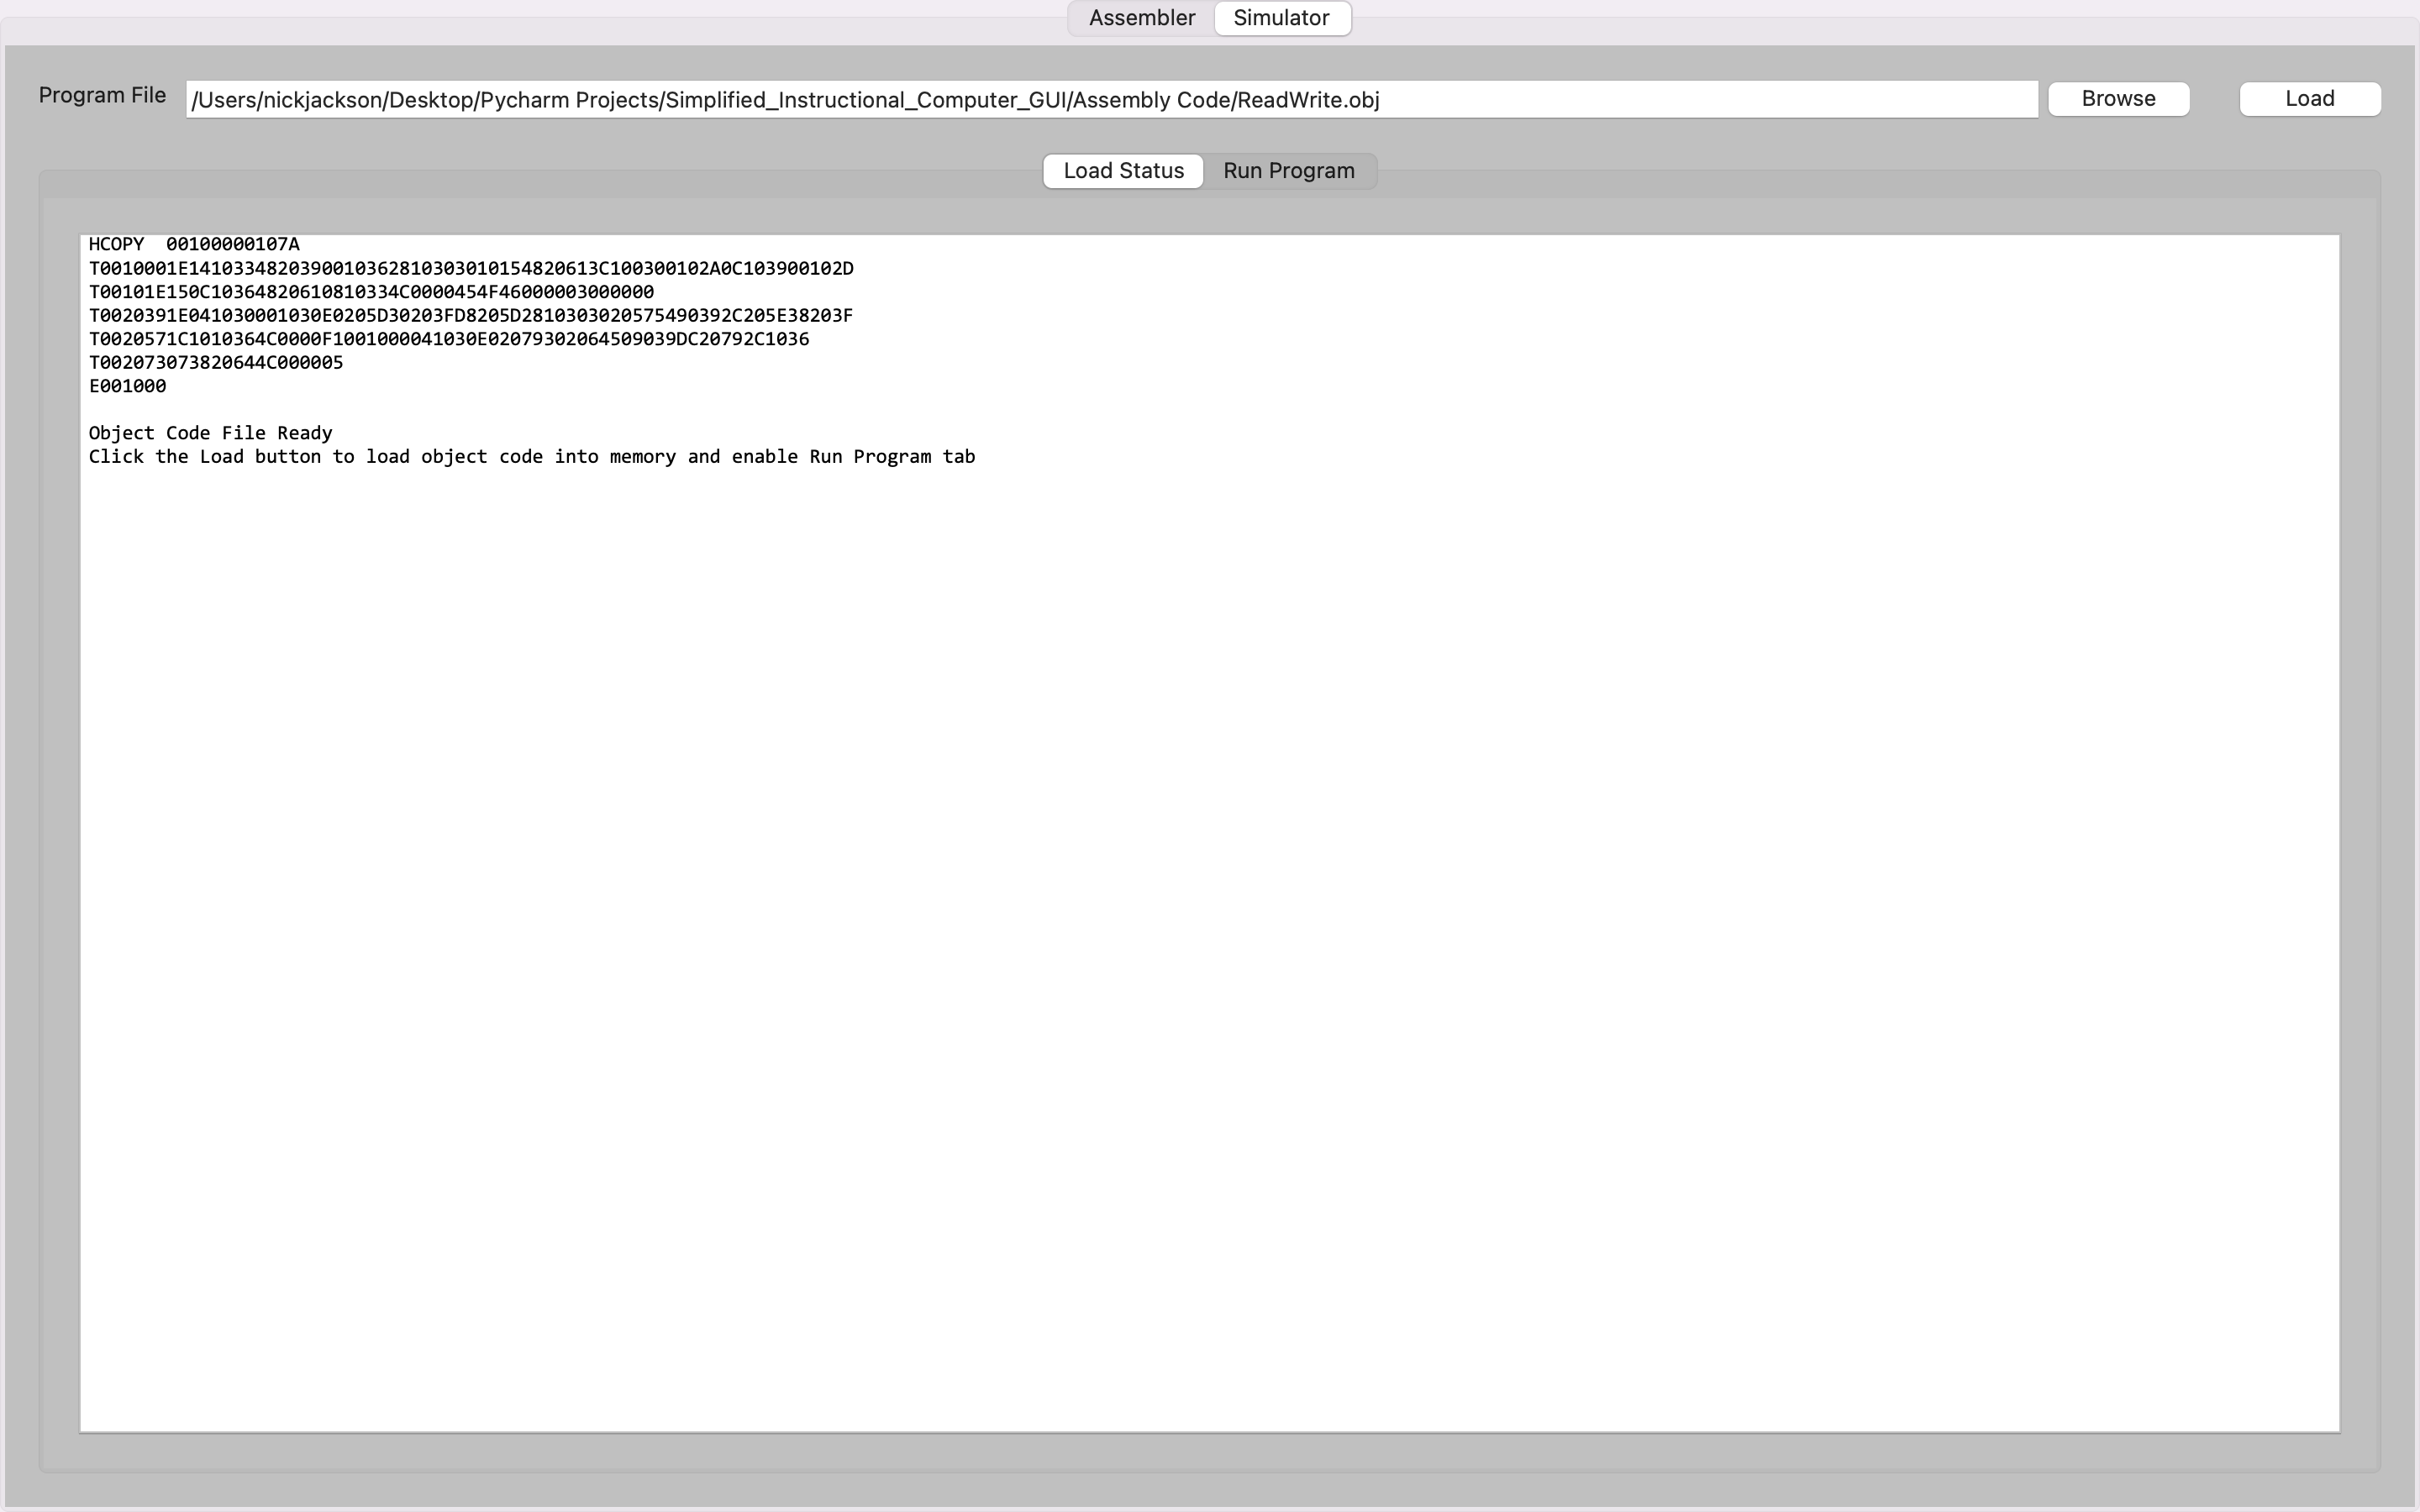 Assembler Simulator
Program File /Users/nickjackson/Desktop/Pycharm Projects/Simplified_Instructional_Computer_GUI/Assembly Code/ReadWrite.obj Browse Load
Load Status Run Program
HCOPY  00100000107A
T0010001E1410334820390010362810303010154820613C100300102A0C103900102D
T00101E150C10364820610810334C0000454F46000003000000
T0020391E041030001030E0205D30203FD8205D2810303020575490392C205E38203F
T0020571C1010364C0000F1001000041030E02079302064509039DC20792C1036
T002073073820644C000005
E001000
Object Code File Ready
Click the Load button to load object code into memory and enable Run Program tab